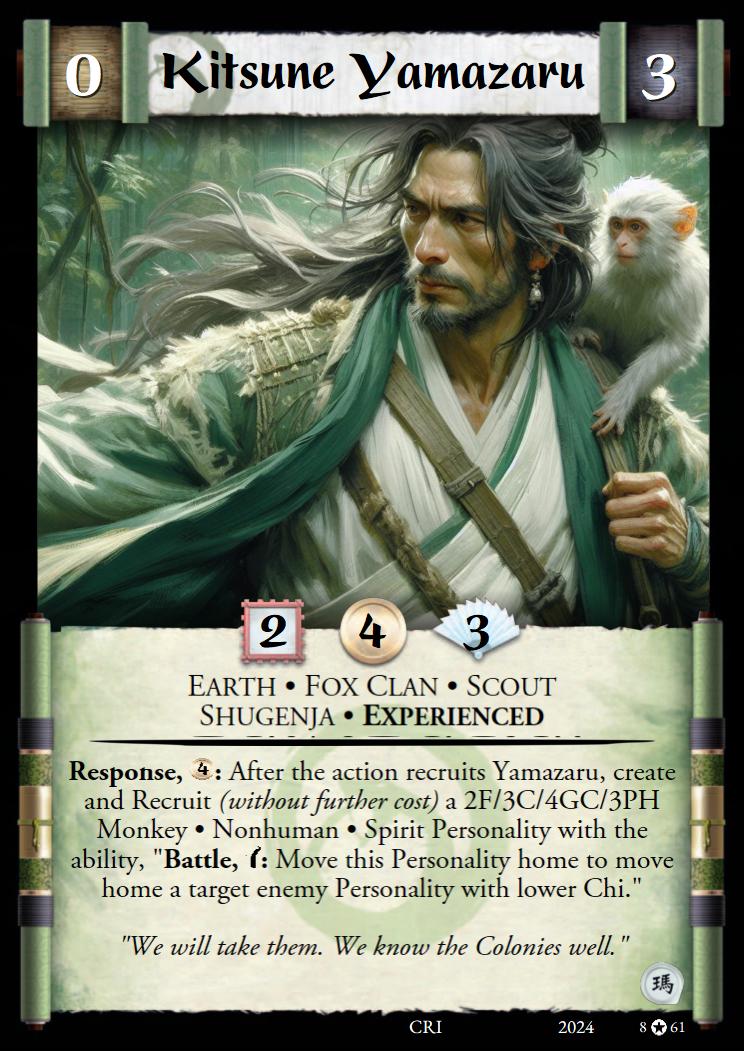 0 Kitsune Yamazaru 3
2 4 3
EARTH • FOX CLAN • SCOUT
SHUGENJA • EXPERIENCED
Response, 4: After the action recruits Yamazaru, create
and Recruit (without further cost) a 2F/3C/4GC/3PH
Monkey • Nonhuman • Spirit Personality with the
ability, "Battle, : Move this Personality home to move
home a target enemy Personality with lower Chi."
"We will take them. We know the Colonies well."
瑪
CRI 2024 8 61